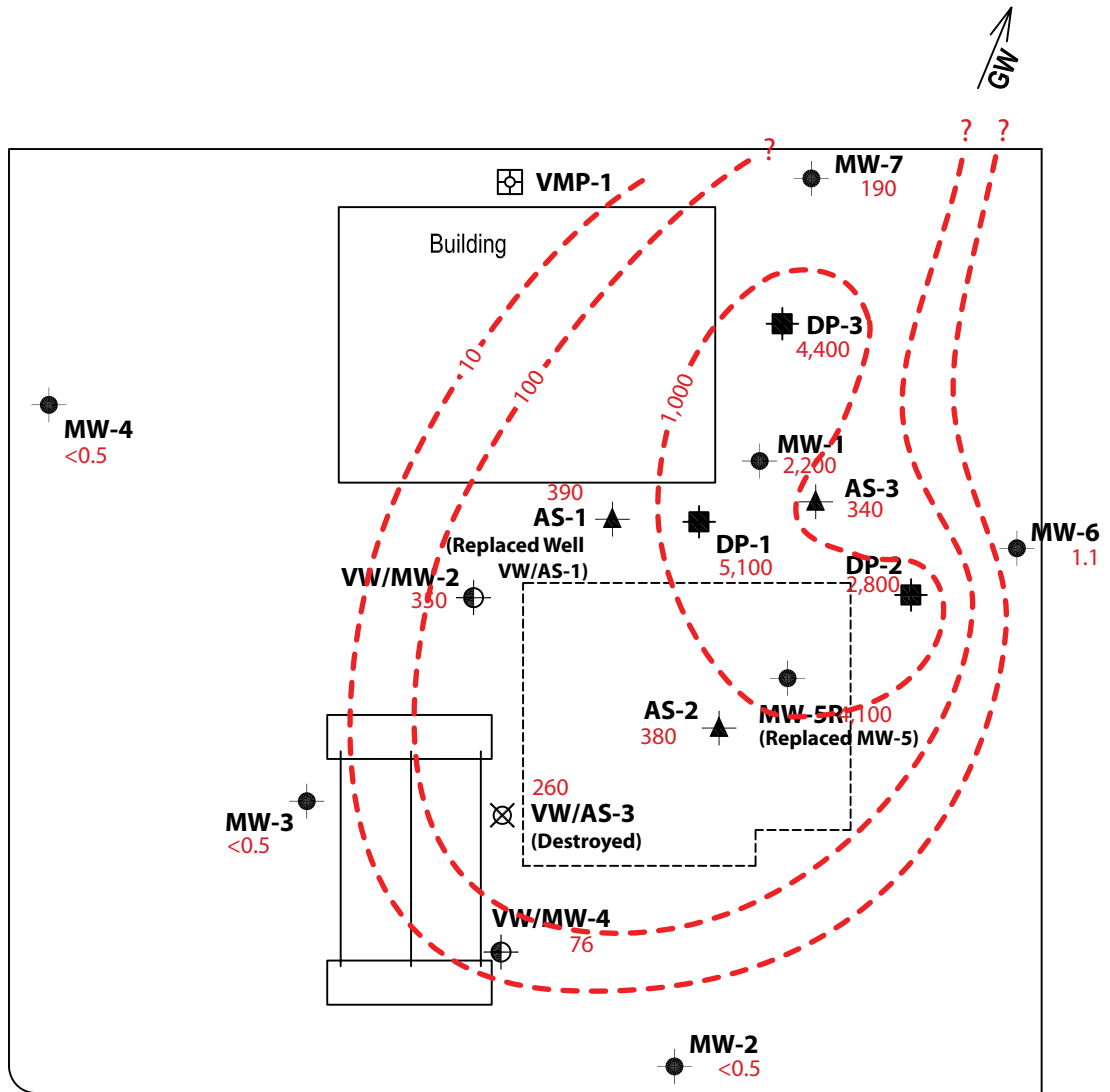 GW
? ?
?
VMP-1
MW-7
190
Building
10
100
1,000
DP-3
4,400
MW-4
<0.5
MW-1
2,200
390
AS-1
(Replaced Well
VW/AS-1)
AS-3
340
DP-1
5,100
MW-6
1.1
DP-2
2,800
VW/MW-2
350
AS-2
380
MW-5R
4,100
(Replaced MW-5)
260
VW/AS-3
(Destroyed)
MW-3
<0.5
VW/MW-4
76
MW-2
<0.5